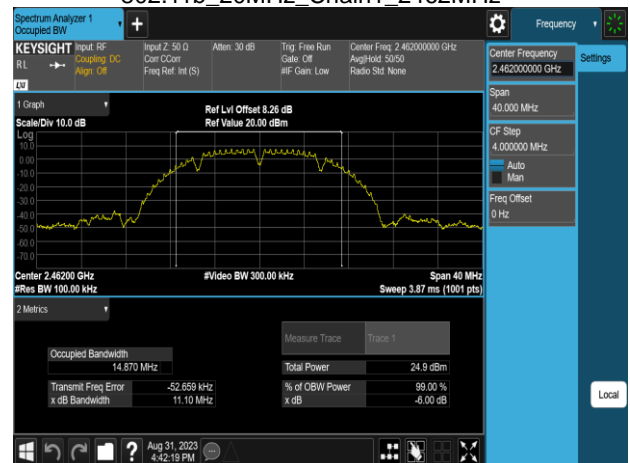 802.11b_20MHz_Chain1_2462MHz
Spectrum Analyzer 1
Occupied BW
Frequency
KEYSIGHT
RL
LXI
Input: RF
Coupling: DC
Align: Off
Input Z: 50 Ω
Corr CCorr
Freq Ref: Int (S)
Atten: 30 dB
Trig: Free Run
Gate: Off
#IF Gain: Low
Center Freq: 2.462000000 GHz
Avg|Hold: 50/50
Radio Std: None
Center Frequency
2.462000000 GHz
Settings
Span
40.000 MHz
CF Step
4.000000 MHz
Auto
Man
Freq Offset
0 Hz
Local
1 Graph
Scale/Div 10.0 dB
Ref Lvl Offset 8.26 dB
Ref Value 20.00 dBm
Log
10.0
0.00
-10.0
-20.0
-30.0
-40.0
-50.0
-60.0
-70.0
Center 2.46200 GHz
#Res BW 100.00 kHz
#Video BW 300.00 kHz
Span 40 MHz
Sweep 3.87 ms (1001 pts)
2 Metrics
Measure Trace
Trace 1
Occupied Bandwidth
14.870 MHz
Total Power
24.9 dBm
Transmit Freq Error
-52.659 kHz
% of OBW Power
99.00 %
x dB Bandwidth
11.10 MHz
x dB
-6.00 dB
?
Aug 31, 2023
4:42:19 PM